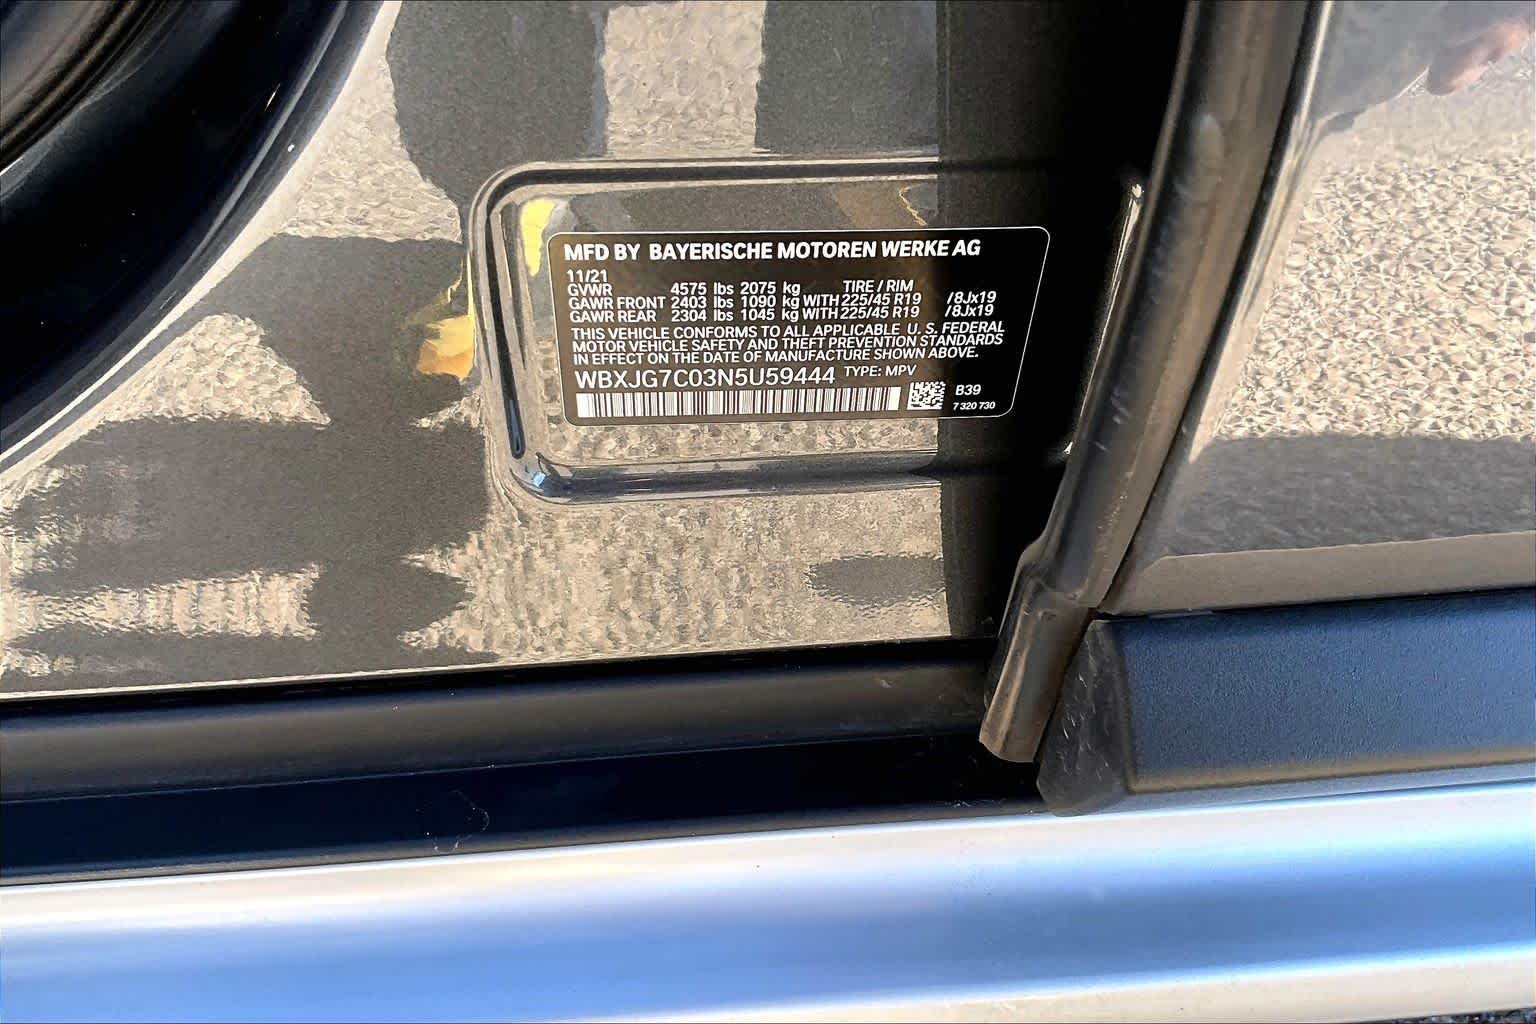 MFD BY BAYERISCHE MOTOREN WERKE AG
11/21
GVWR 4575 lbs 2075 kg TIRE / RIM
GAWR FRONT 2403 lbs 1090 kg WITH 225/45 R19 /8Jx19
GAWR REAR 2304 lbs 1045 kg WITH 225/45 R19 /8Jx19
THIS VEHICLE CONFORMS TO ALL APPLICABLE U. S. FEDERAL
MOTOR VEHICLE SAFETY AND THEFT PREVENTION STANDARDS
IN EFFECT ON THE DATE OF MANUFACTURE SHOWN ABOVE.
WBXJG7C03N5U59444 TYPE: MPV
B39
7 320 730